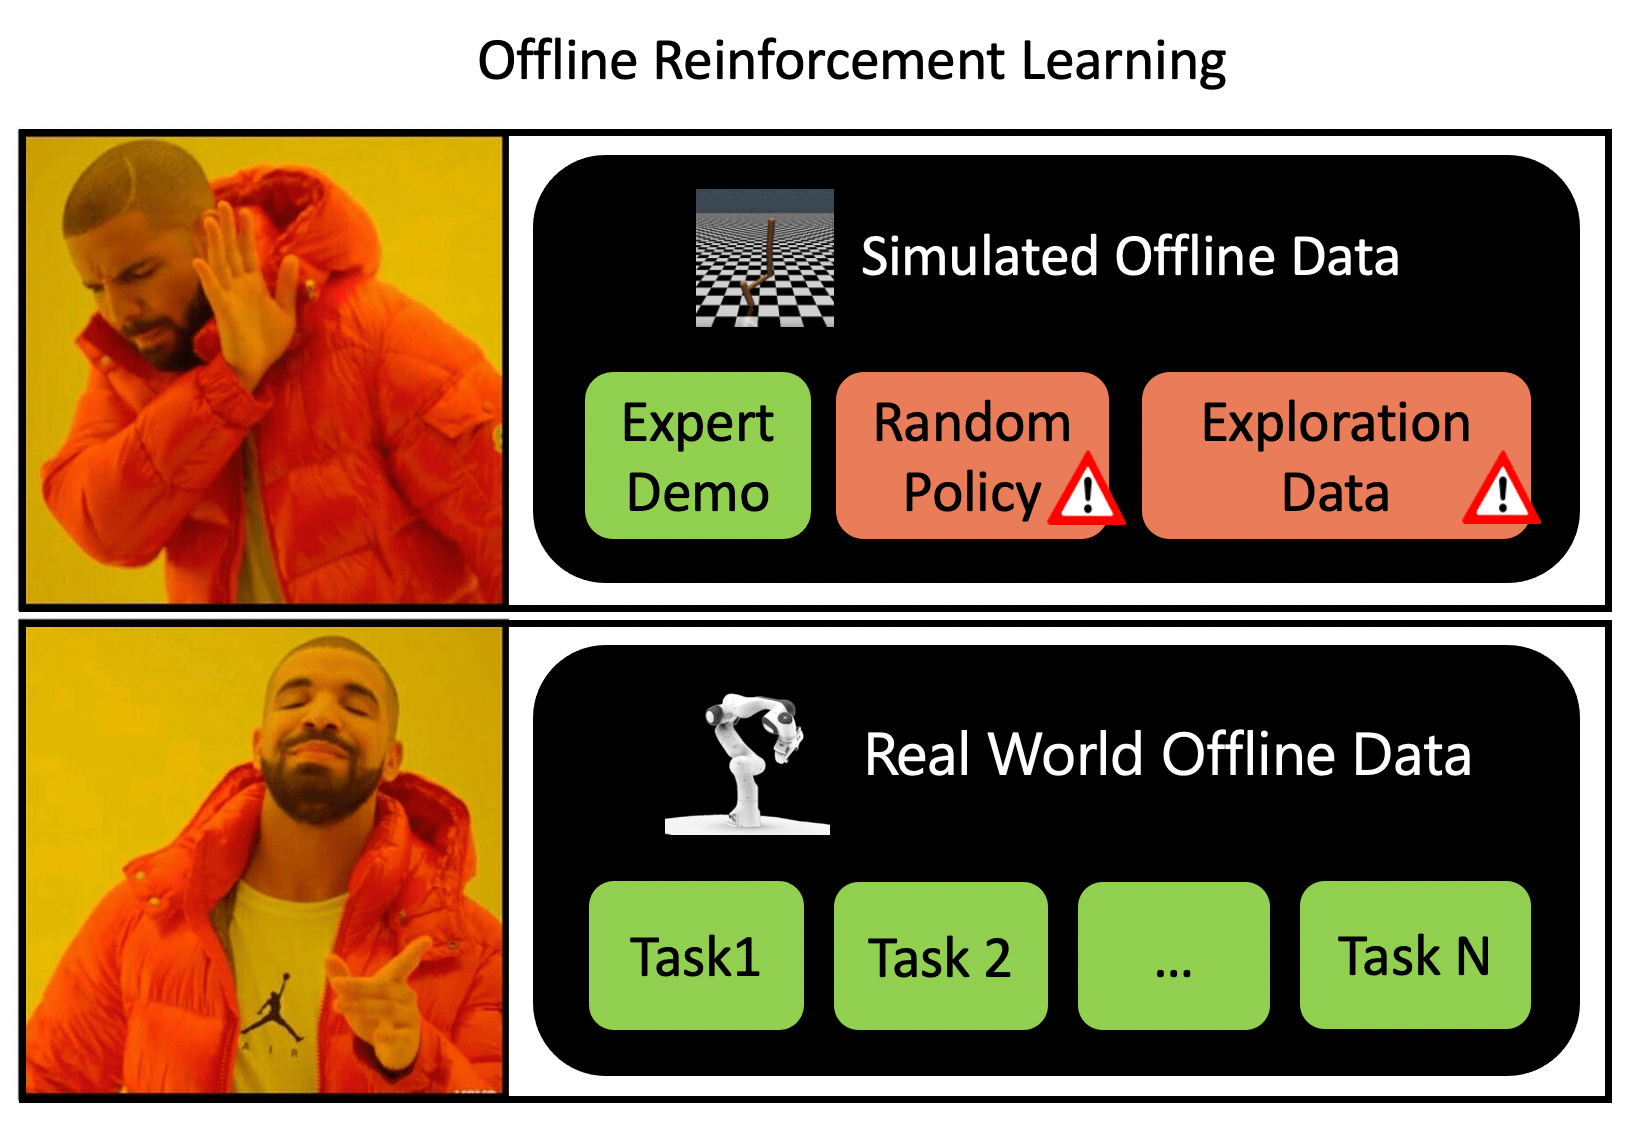 Offline Reinforcement Learning
Simulated Offline Data
Expert
Demo
Random
Policy
Exploration
Data
Real World Offline Data
Task1
Task 2
...
Task N
AIR